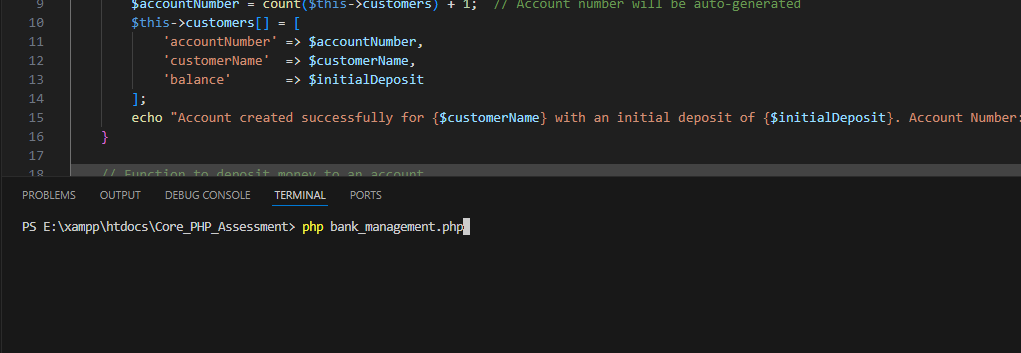 9 $accountNumber = count($this->customers) + 1;  // Account number will be auto-generated
10 $this->customers[] = [
11 'accountNumber' => $accountNumber,
12 'customerName'  => $customerName,
13 'balance'       => $initialDeposit
14 ];
15 echo "Account created successfully for {$customerName} with an initial deposit of {$initialDeposit}. Account Number:
16 }
17
18 // Function to deposit money to an account
PROBLEMS OUTPUT DEBUG CONSOLE TERMINAL PORTS
PS E:\xampp\htdocs\Core_PHP_Assessment> php bank_management.php